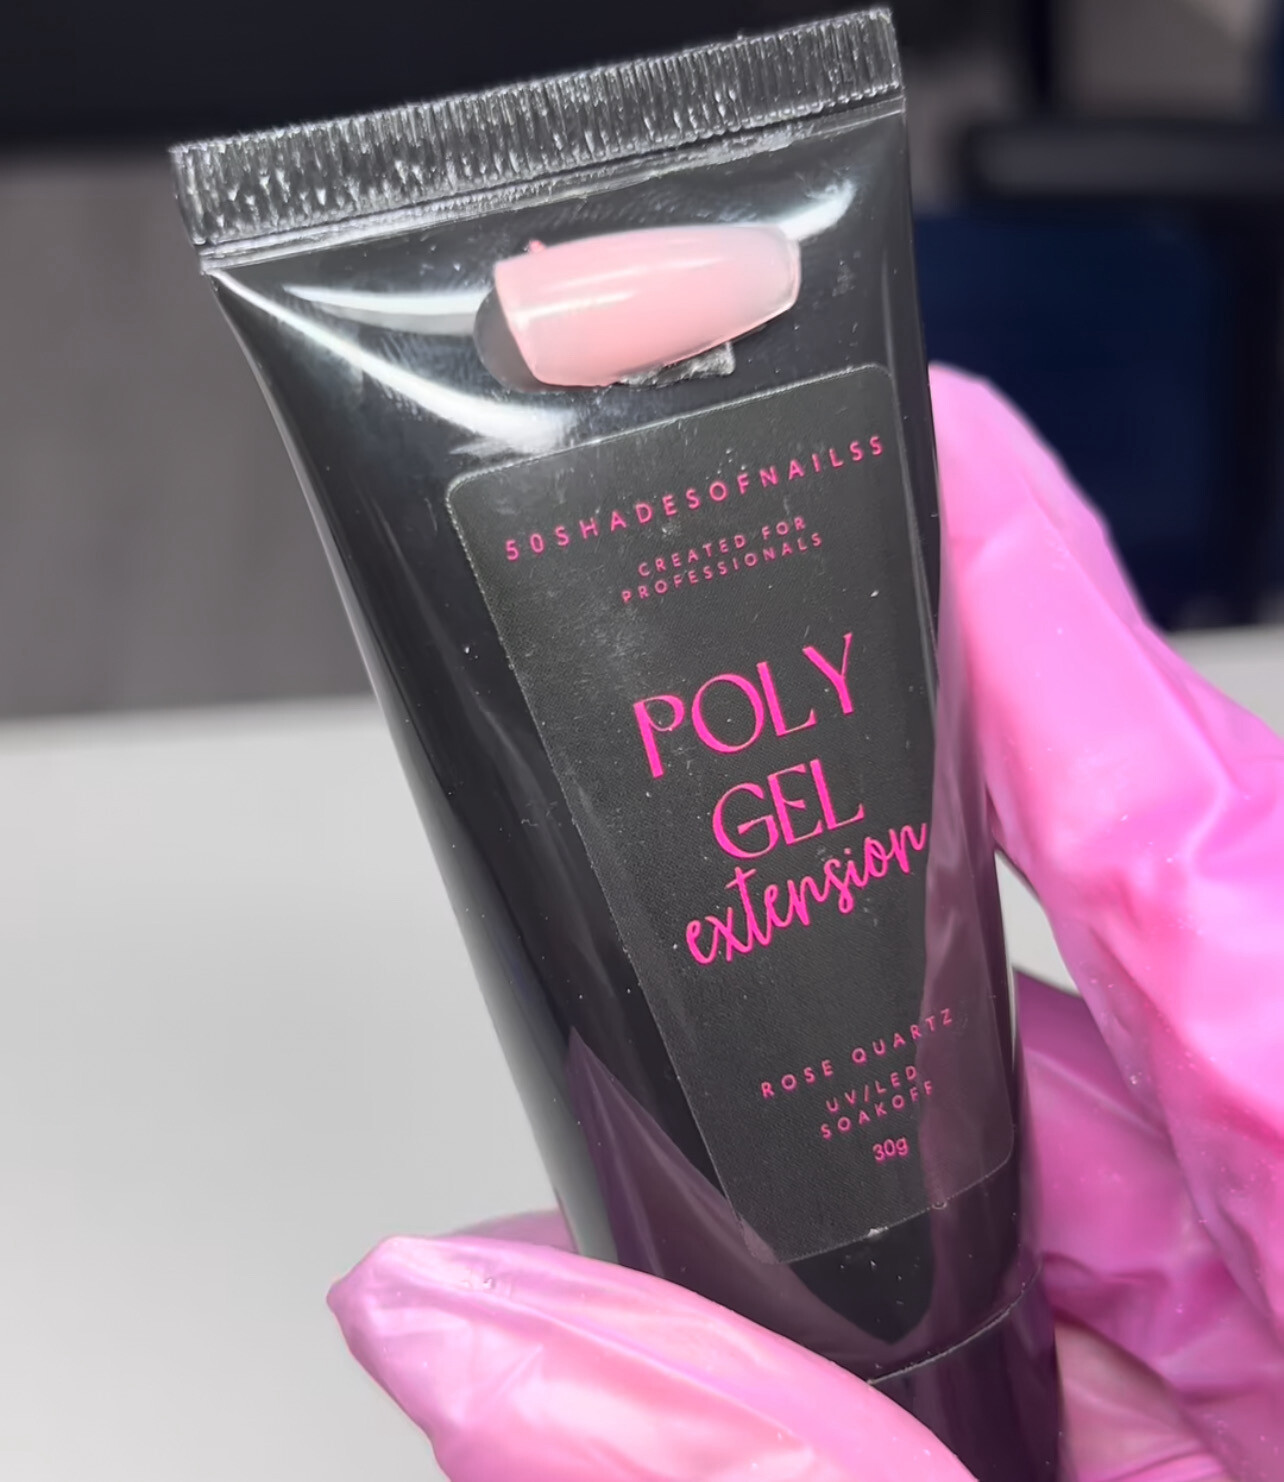 50SHADESOFNAILSS
CREATED FOR
PROFESSIONALS
POLY
GEL
extension
ROSE QUARTZ
UV/LED
SOAKOFF
30g